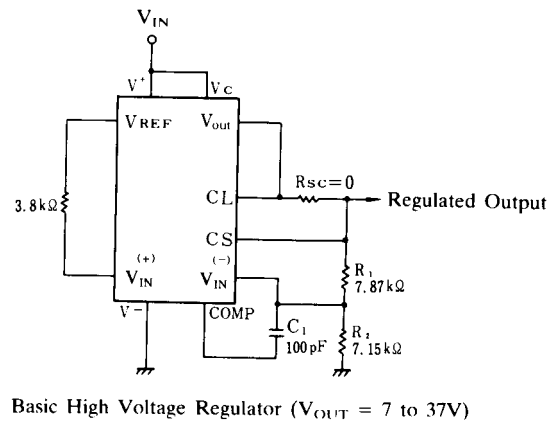 VIN
V+ Vc
VREF Vout
Rsc=0
CL Regulated Output
3.8kΩ
CS
(+) (-)
VIN VIN
R1
7.87kΩ
V- COMP
C1
100pF
R2
7.15kΩ
Basic High Voltage Regulator (VOUT = 7 to 37V)